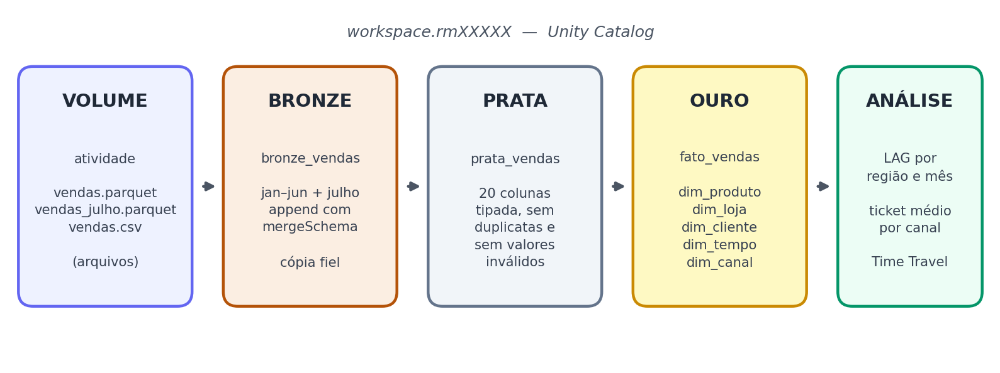 workspace.rmXXXXX — Unity Catalog
VOLUME
atividade
vendas.parquet
vendas_julho.parquet
vendas.csv
(arquivos)
BRONZE
bronze_vendas
jan–jun + julho
append com
mergeSchema
cópia fiel
PRATA
prata_vendas
20 colunas
tipada, sem
duplicatas e
sem valores
inválidos
OURO
fato_vendas
dim_produto
dim_loja
dim_cliente
dim_tempo
dim_canal
ANÁLISE
LAG por
região e mês
ticket médio
por canal
Time Travel